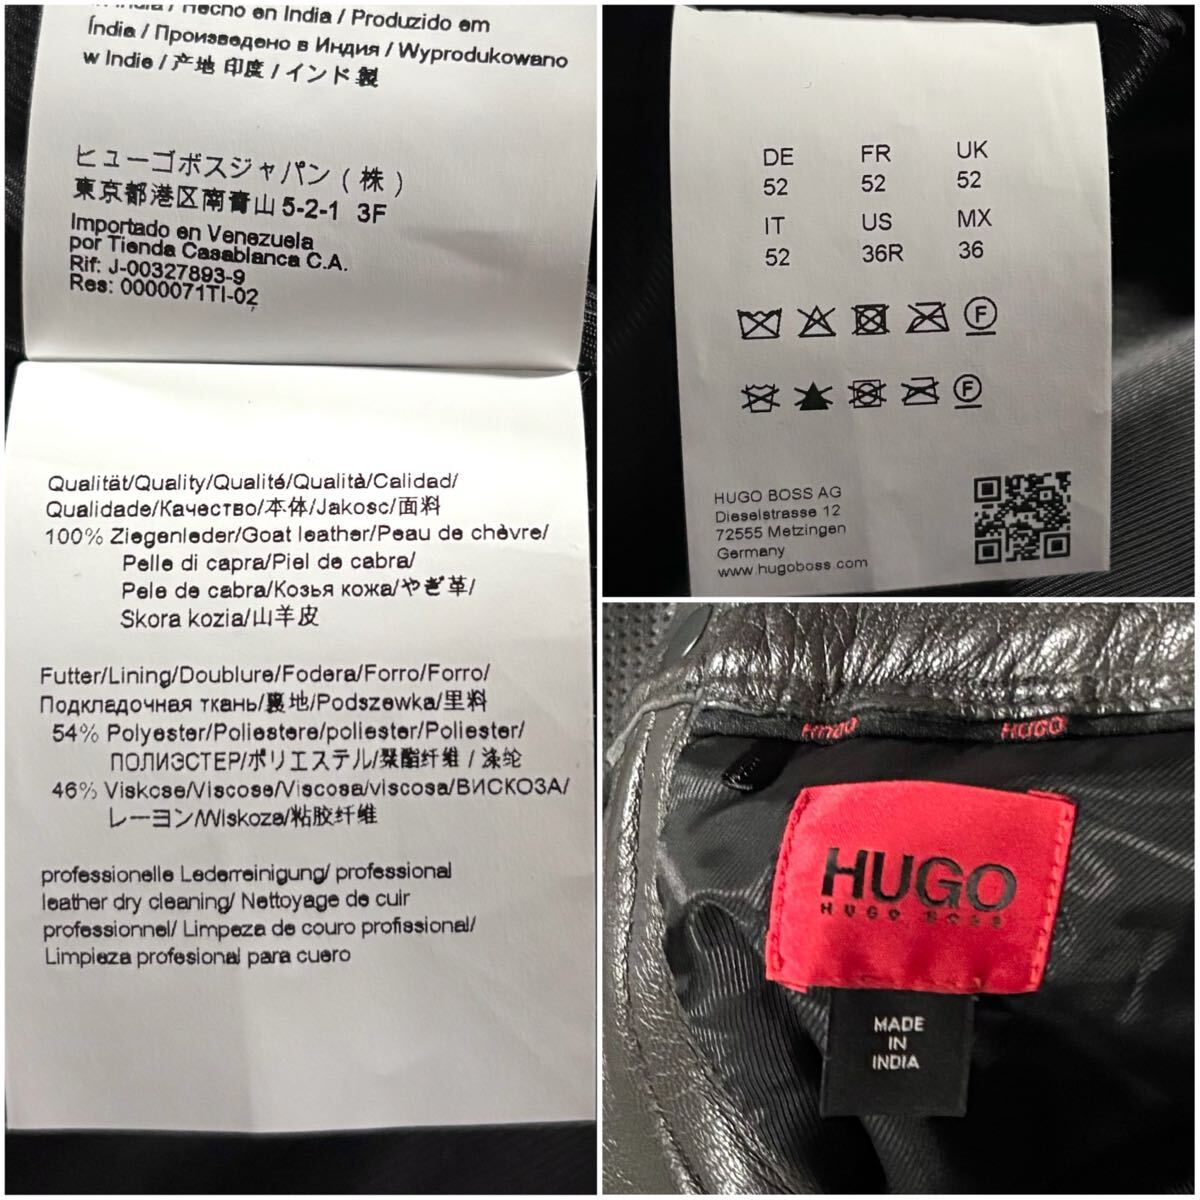 Hecho en India / Produzido em
Índia / Произведено в Индия / Wyprodukowano
w Indie / 产地 印度 / インド 製
ヒューゴボスジャパン ( 株 )
東京都港区南青山 5-2-1 3F
Importado en Venezuela
por Tienda Casablanca C.A.
Rif: J-00327893-9
Res: 0000071TI-02
Qualität/Quality/Qualité/Qualità/Calidad/
Qualidade/Качество/本体/Jakosc/面料
100% Ziegenleder/Goat leather/Peau de chèvre/
Pelle di capra/Piel de cabra/
Pele de cabra/Козья кожа/やぎ革/
Skora kozia/山羊皮
Futter/Lining/Doublure/Fodera/Forro/Forro/
Подкладочная ткань/裏地/Podszewka/里料
54% Polyester/Poliestere/poliester/Poliester/
ПОЛИЭСТЕР/ポリエステル/聚酯纤维 / 涤纶
46% Viskose/Viscose/Viscosa/viscosa/ВИСКОЗА/
レーヨン/Wiskoza/粘胶纤维
professionelle Lederreinigung/ professional
leather dry cleaning/ Nettoyage de cuir
professionnel/ Limpeza de couro profissional/
Limpieza profesional para cuero
DE FR UK
52 52 52
IT US MX
52 36R 36
F
F
HUGO BOSS AG
Dieselstrasse 12
72555 Metzingen
Germany
www.hugoboss.com
HUGO HUGO
HUGO
HUGO BOSS
MADE
IN
INDIA